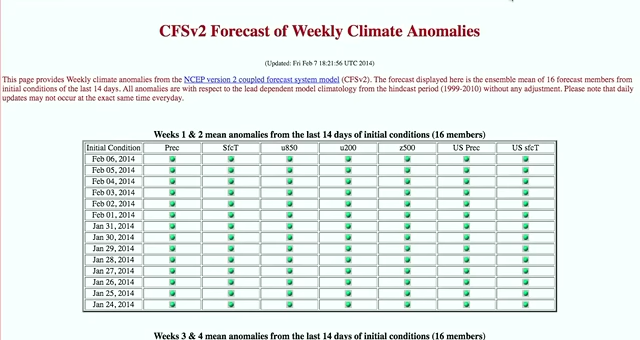 CFSv2 Forecast of Weekly Climate Anomalies
(Updated: Fri Feb 7 18:21:56 UTC 2014)
This page provides Weekly climate anomalies from the NCEP version 2 coupled forecast system model (CFSv2). The forecast displayed here is the ensemble mean of 16 forecast members from
initial conditions of the last 14 days. All anomalies are with respect to the lead dependent model climatology from the hindcast period (1999-2010) without any adjustment. Please note that daily
updates may not occur at the exact same time everyday.
Weeks 1 & 2 mean anomalies from the last 14 days of initial conditions (16 members)
Initial Condition Prec SfcT u850 u200 z500 US Prec US sfcT
Feb 06, 2014
Feb 05, 2014
Feb 04, 2014
Feb 03, 2014
Feb 02, 2014
Feb 01, 2014
Jan 31, 2014
Jan 30, 2014
Jan 29, 2014
Jan 28, 2014
Jan 27, 2014
Jan 26, 2014
Jan 25, 2014
Jan 24, 2014
Weeks 3 & 4 mean anomalies from the last 14 days of initial conditions (16 members)